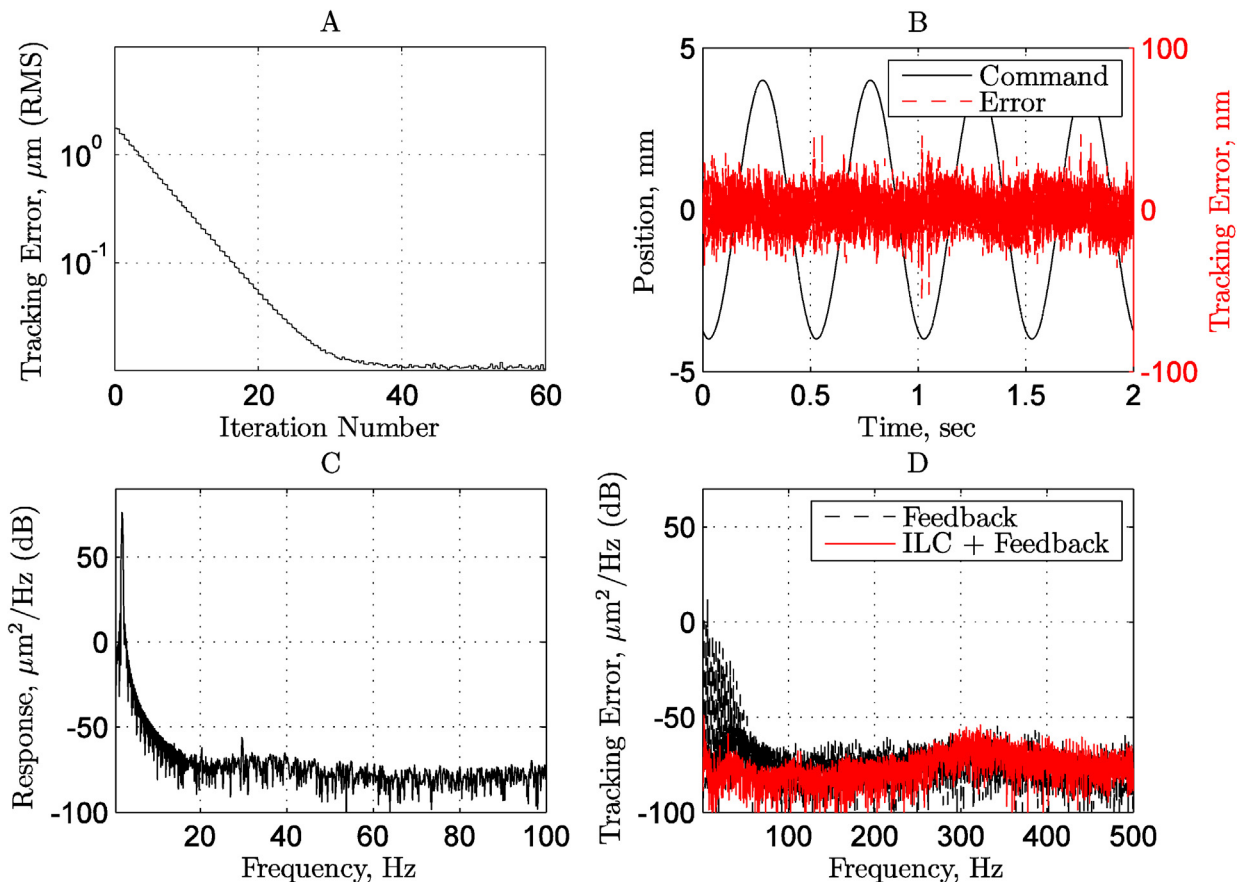 A
Tracking Error, μm (RMS)
10⁰
10⁻¹
0 20 40 60
Iteration Number
B
Position, mm
5
0
-5
Command
Error
100
0
-100
Tracking Error, nm
0 0.5 1 1.5 2
Time, sec
C
Response, μm²/Hz (dB)
50
0
-50
-100
20 40 60 80 100
Frequency, Hz
D
Tracking Error, μm²/Hz (dB)
50
0
-50
-100
Feedback
ILC + Feedback
100 200 300 400 500
Frequency, Hz